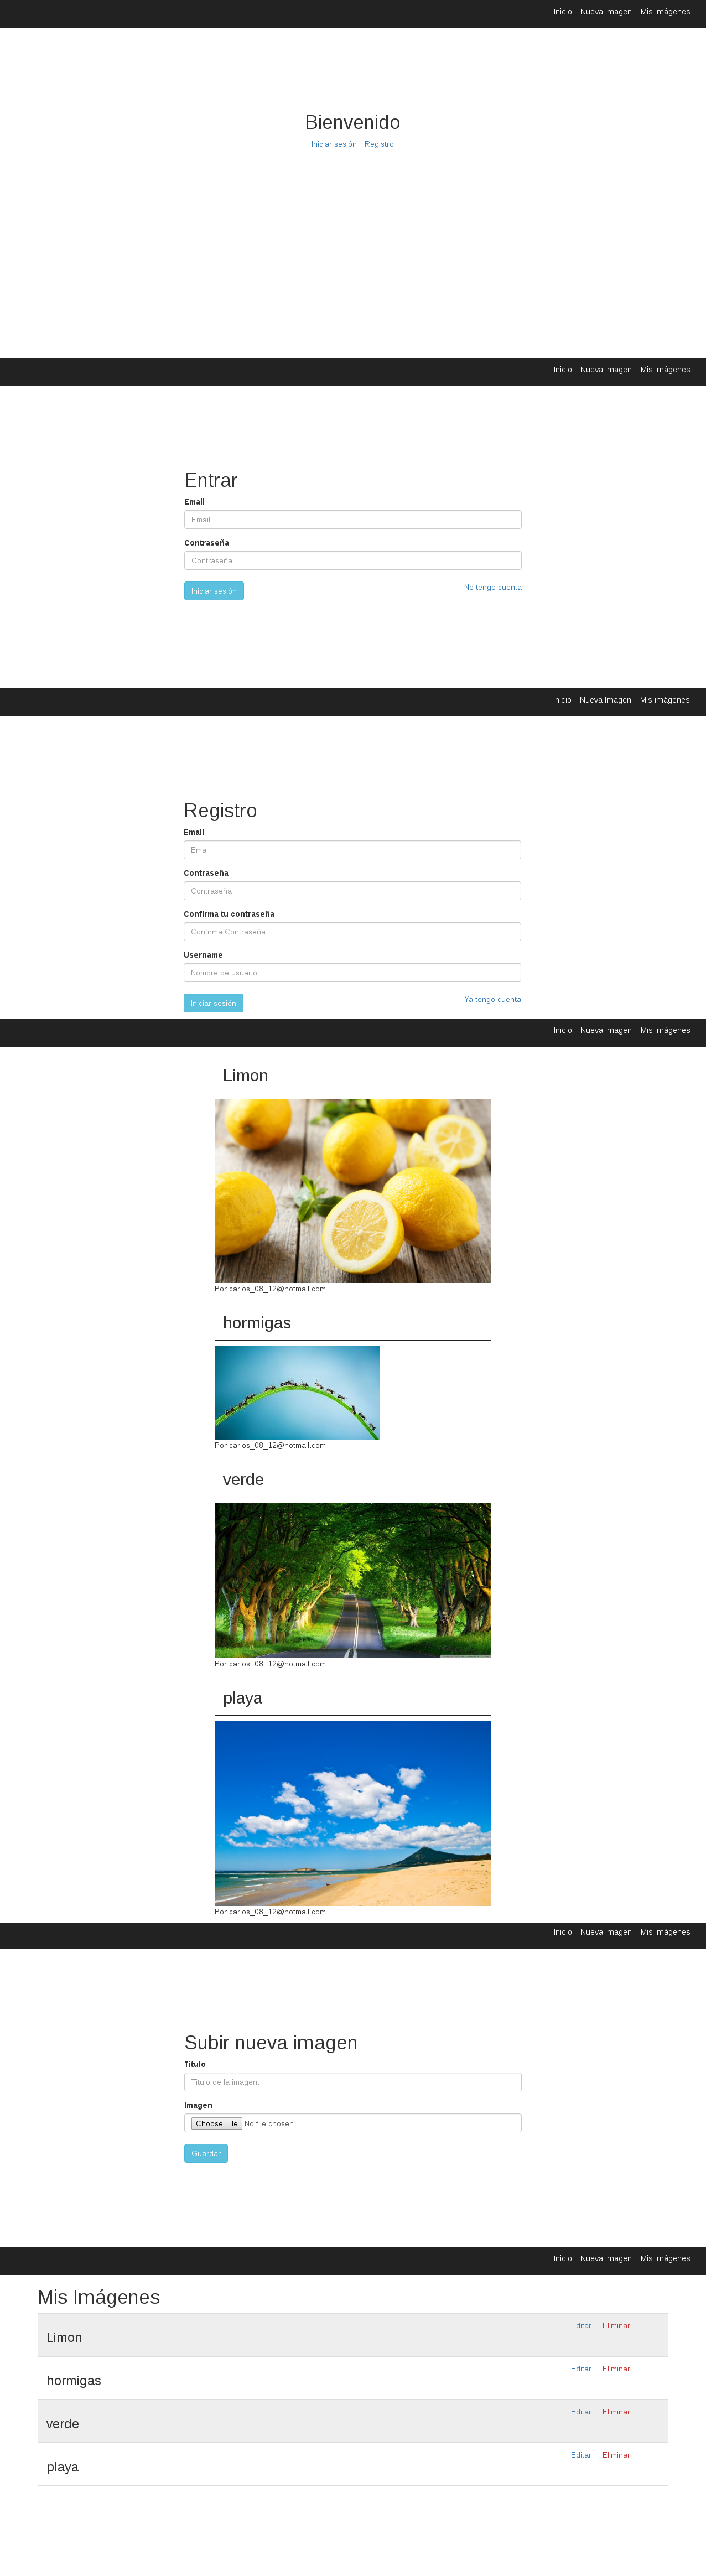 Inicio Nueva Imagen Mis imágenes
Bienvenido
Iniciar sesión Registro
Inicio Nueva Imagen Mis imágenes
Entrar
Email
Email
Contraseña
Contraseña
Iniciar sesión No tengo cuenta
Inicio Nueva Imagen Mis imágenes
Registro
Email
Email
Contraseña
Contraseña
Confirma tu contraseña
Confirma Contraseña
Username
Nombre de usuario
Iniciar sesión Ya tengo cuenta
Inicio Nueva Imagen Mis imágenes
Limon
Por carlos_08_12@hotmail.com
hormigas
Por carlos_08_12@hotmail.com
verde
Por carlos_08_12@hotmail.com
playa
Por carlos_08_12@hotmail.com
Inicio Nueva Imagen Mis imágenes
Subir nueva imagen
Titulo
Titulo de la imagen...
Imagen
Choose File No file chosen
Guardar
Inicio Nueva Imagen Mis imágenes
Mis Imágenes
Limon Editar Eliminar
hormigas Editar Eliminar
verde Editar Eliminar
playa Editar Eliminar